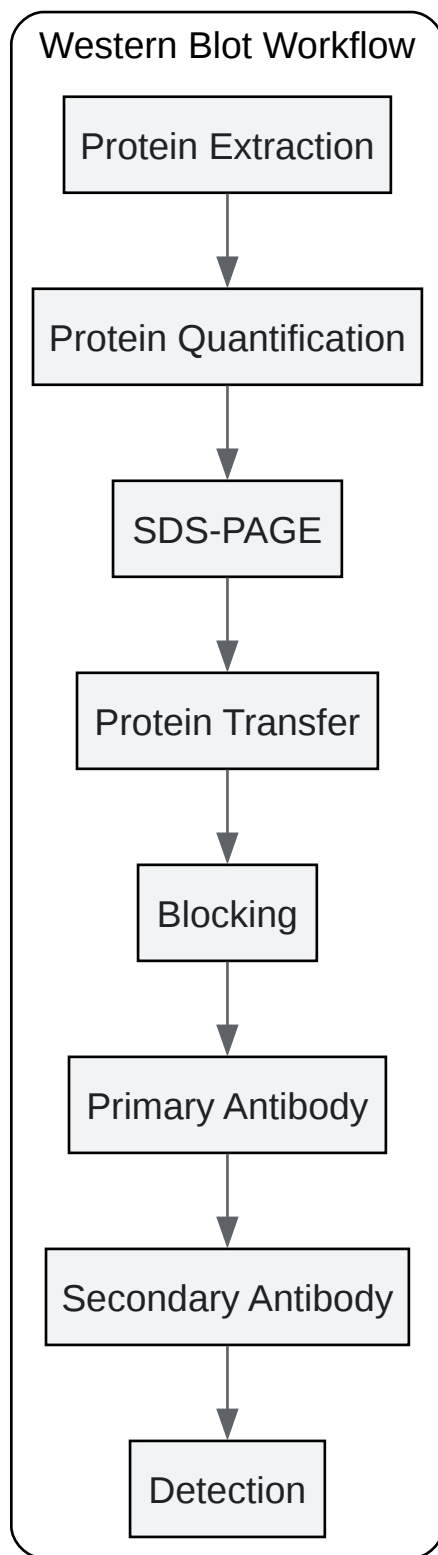 Western Blot Workflow
Protein Extraction
Protein Quantification
SDS-PAGE
Protein Transfer
Blocking
Primary Antibody
Secondary Antibody
Detection